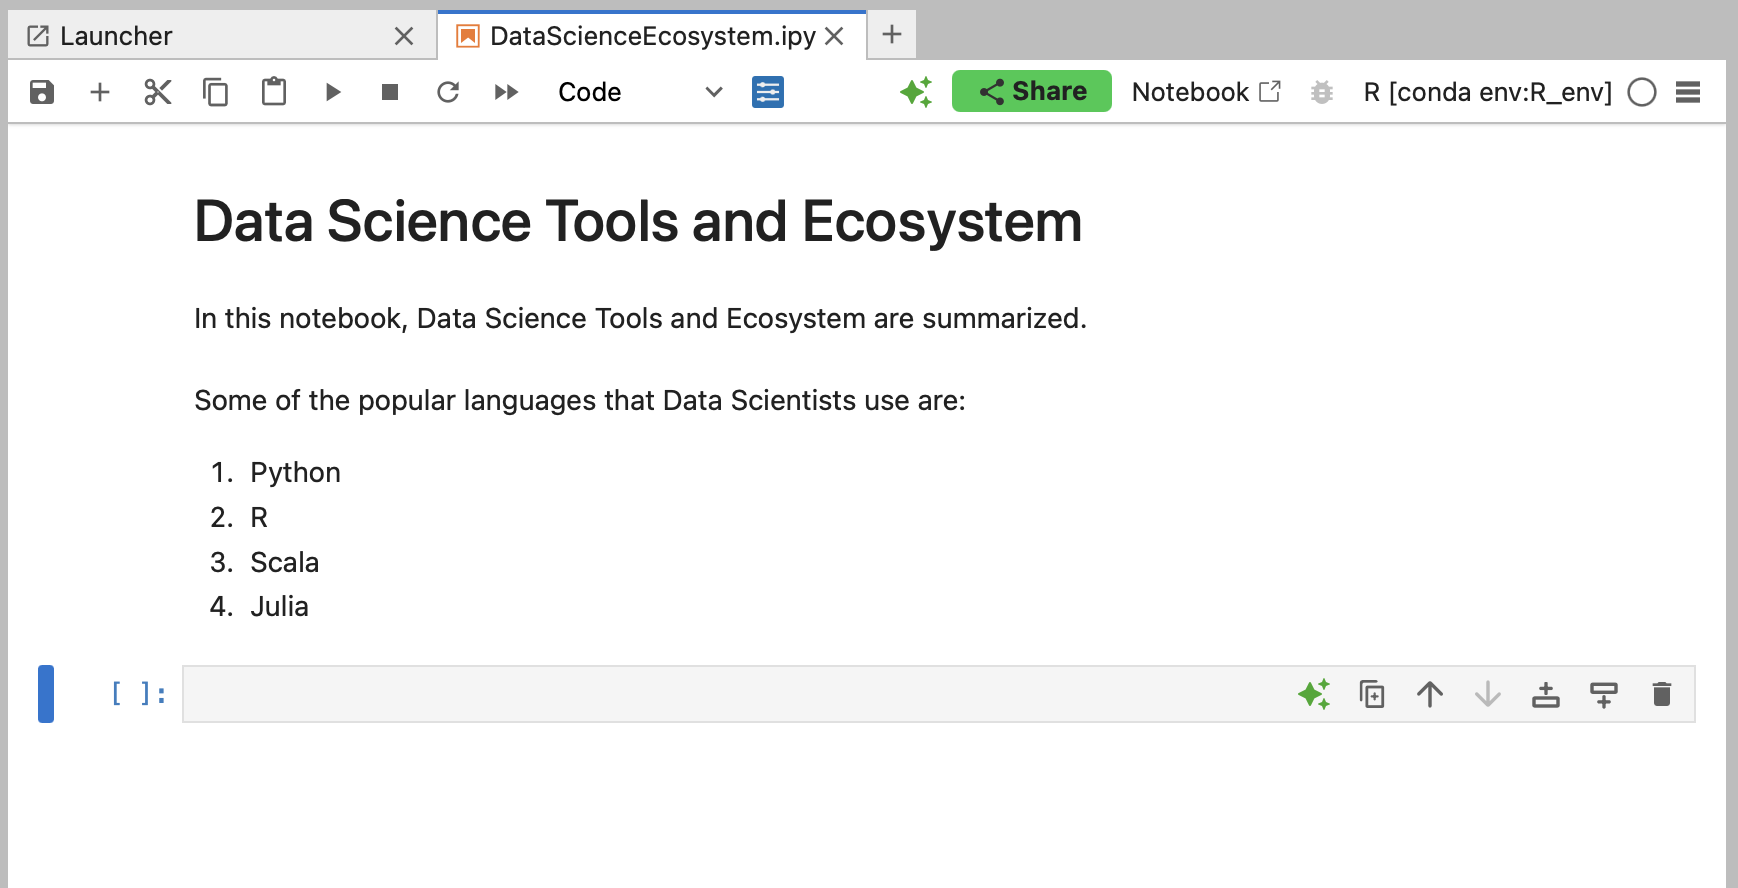 Launcher
DataScienceEcosystem.ipy
Code
Share
Notebook
R [conda env:R_env]
Data Science Tools and Ecosystem
In this notebook, Data Science Tools and Ecosystem are summarized.
Some of the popular languages that Data Scientists use are:
1. Python
2. R
3. Scala
4. Julia
[ ]: